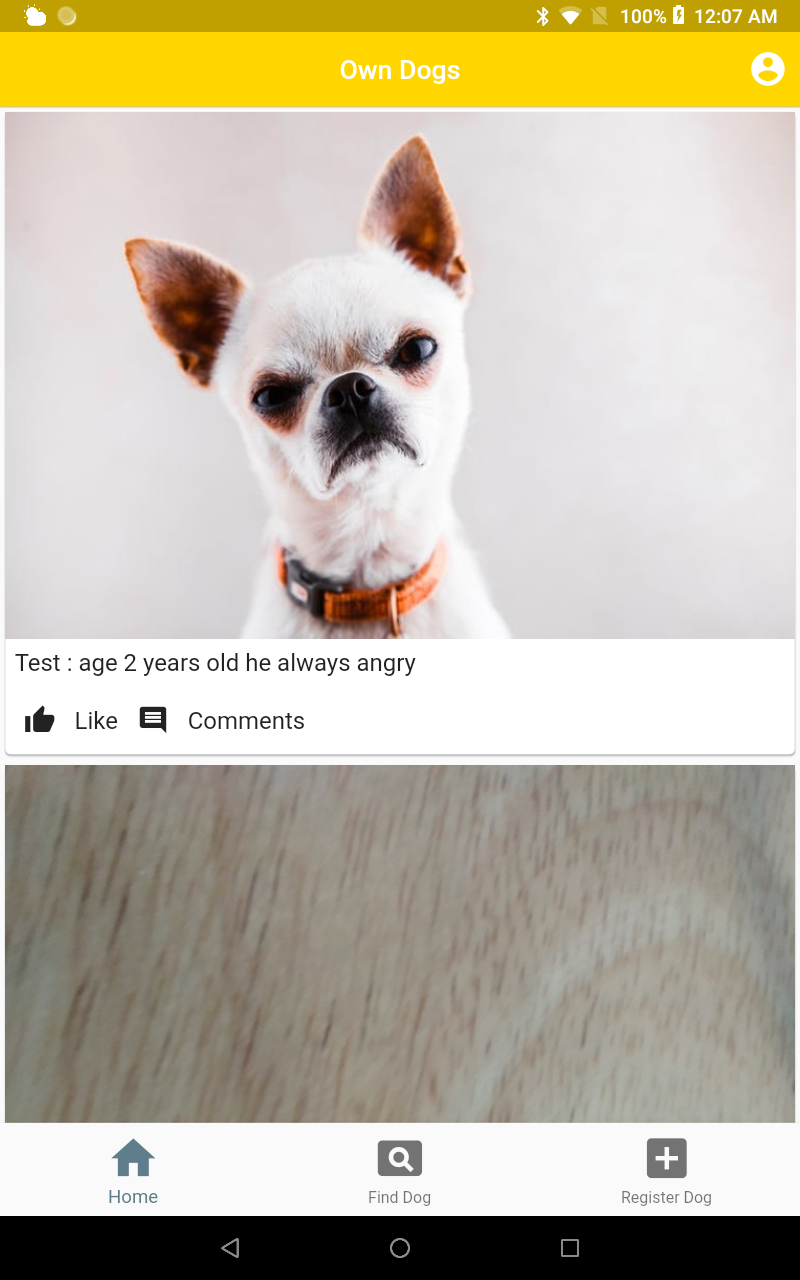 100% 12:07 AM
Own Dogs
Test : age 2 years old he always angry
Like Comments
Home Find Dog Register Dog